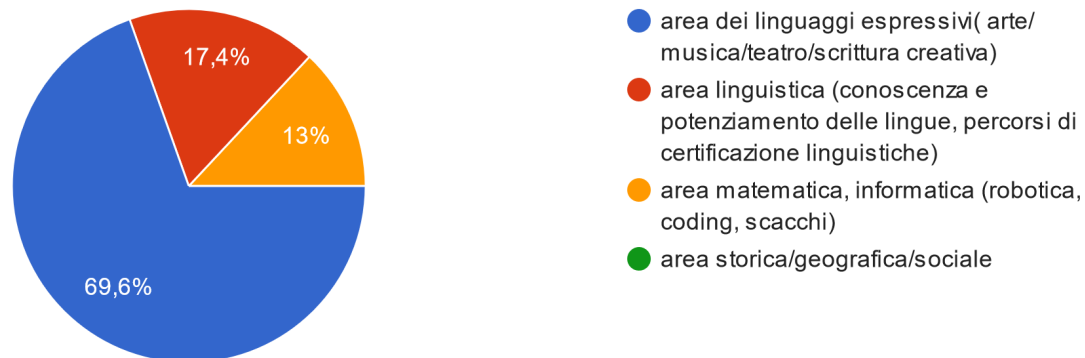 17,4%
13%
69,6%
area dei linguaggi espressivi( arte/
musica/teatro/scrittura creativa)
area linguistica (conoscenza e
potenziamento delle lingue, percorsi di
certificazione linguistiche)
area matematica, informatica (robotica,
coding, scacchi)
area storica/geografica/sociale